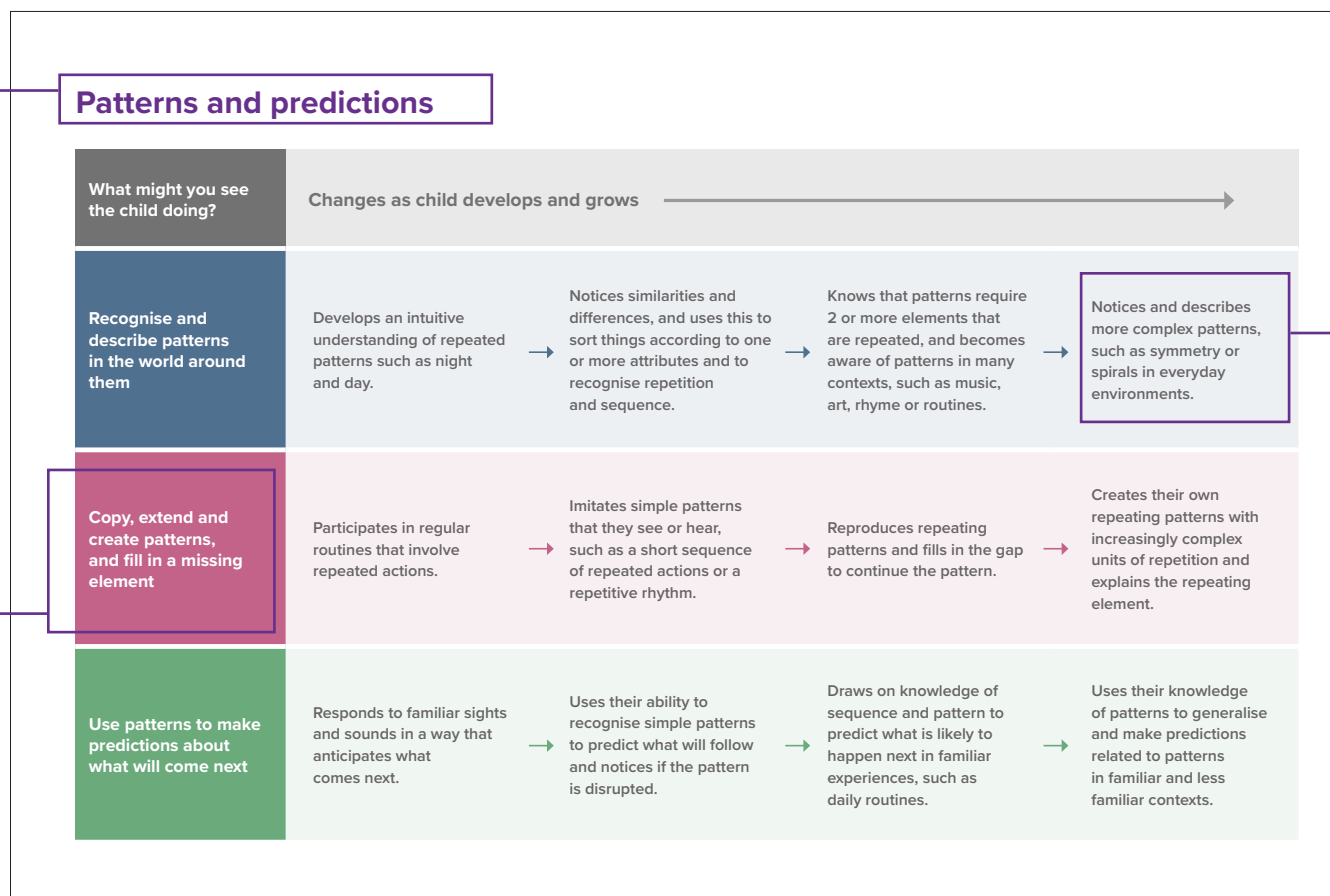 Patterns and predictions
What might you see
the child doing?
Changes as child develops and grows
Recognise and
describe patterns
in the world around
them
Develops an intuitive
understanding of repeated
patterns such as night
and day.
Notices similarities and
differences, and uses this to
sort things according to one
or more attributes and to
recognise repetition
and sequence.
Knows that patterns require
2 or more elements that
are repeated, and becomes
aware of patterns in many
contexts, such as music,
art, rhyme or routines.
Notices and describes
more complex patterns,
such as symmetry or
spirals in everyday
environments.
Copy, extend and
create patterns,
and fill in a missing
element
Participates in regular
routines that involve
repeated actions.
Imitates simple patterns
that they see or hear,
such as a short sequence
of repeated actions or a
repetitive rhythm.
Reproduces repeating
patterns and fills in the gap
to continue the pattern.
Creates their own
repeating patterns with
increasingly complex
units of repetition and
explains the repeating
element.
Use patterns to make
predictions about
what will come next
Responds to familiar sights
and sounds in a way that
anticipates what
comes next.
Uses their ability to
recognise simple patterns
to predict what will follow
and notices if the pattern
is disrupted.
Draws on knowledge of
sequence and pattern to
predict what is likely to
happen next in familiar
experiences, such as
daily routines.
Uses their knowledge
of patterns to generalise
and make predictions
related to patterns
in familiar and less
familiar contexts.